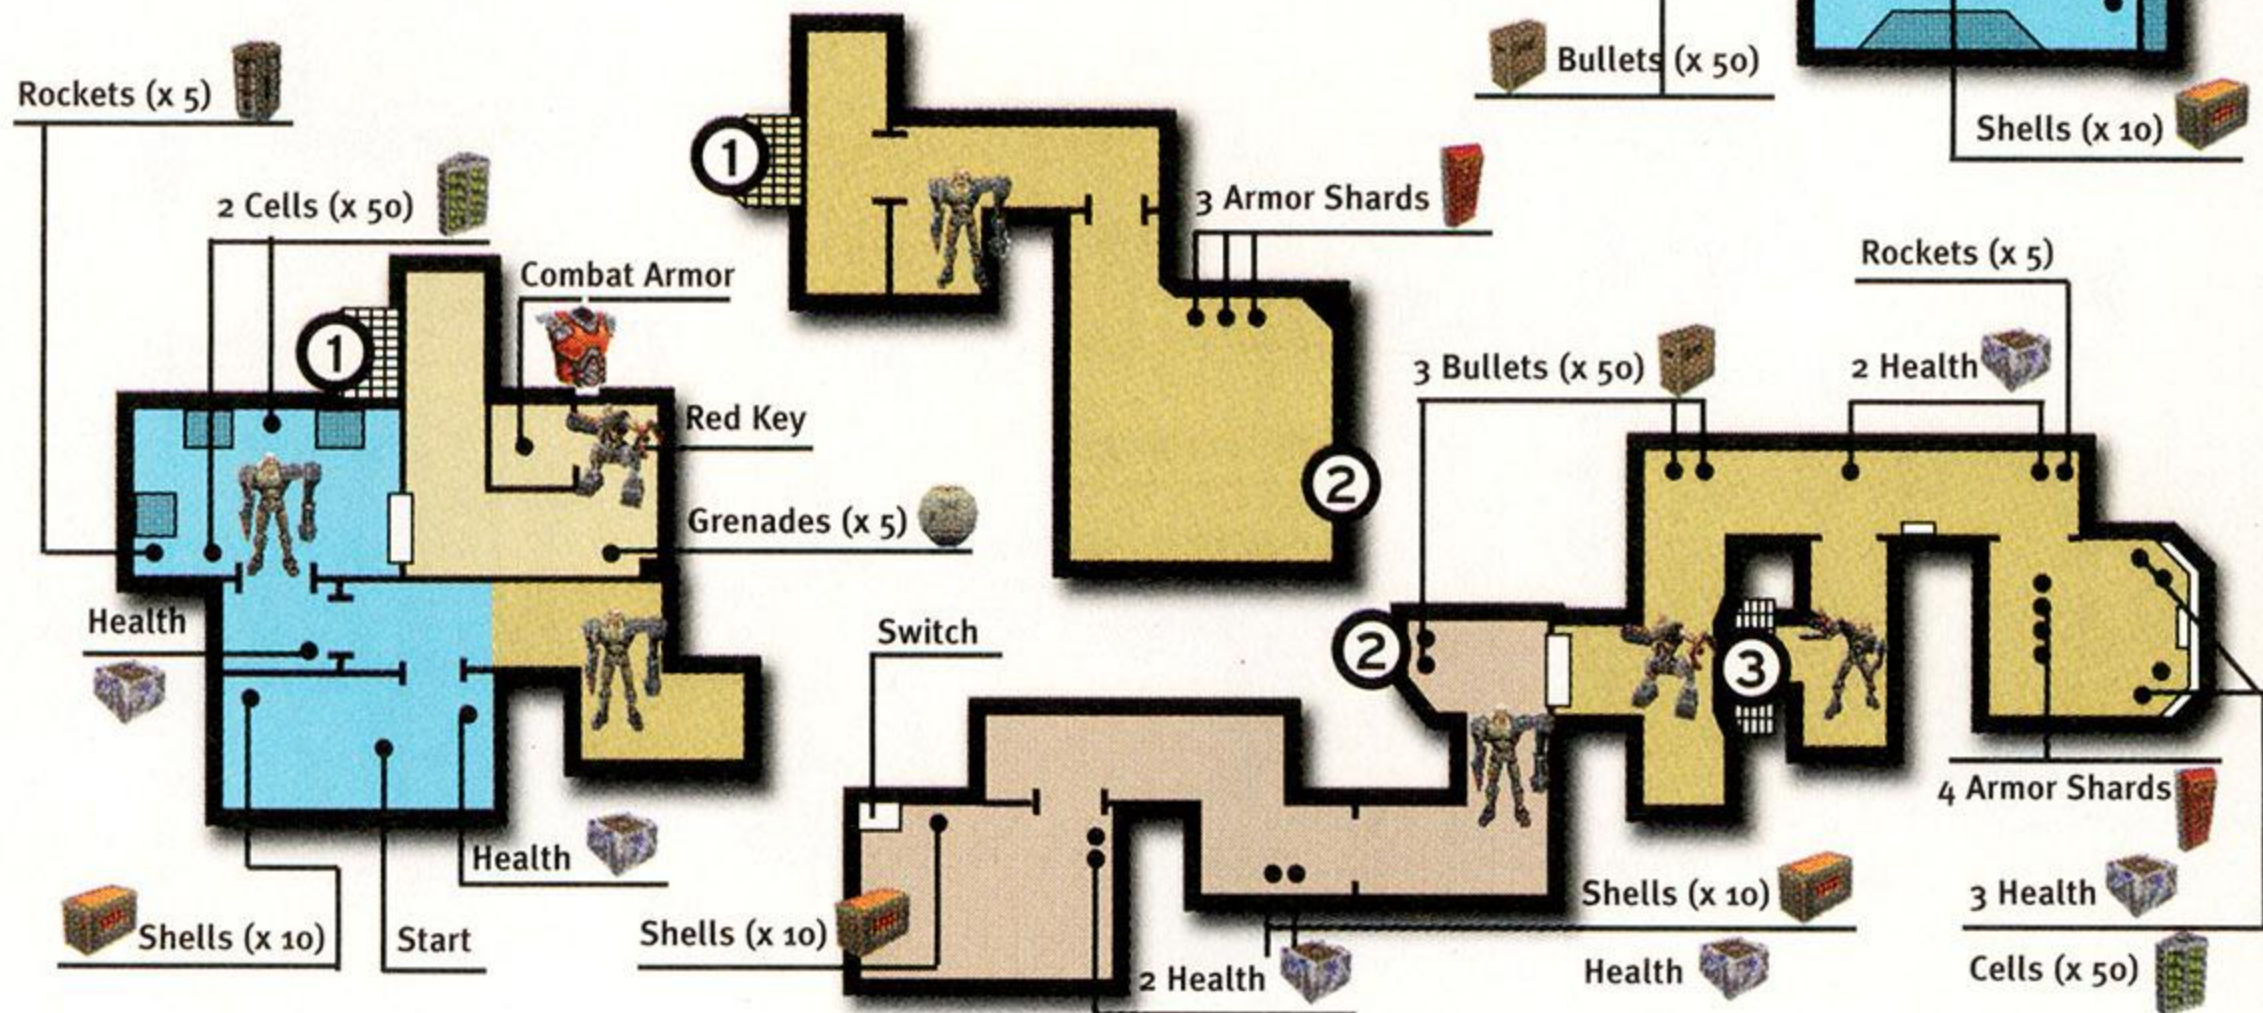 Rockets (x 5)
2 Cells (x 50)
1
Combat Armor
Red Key
Grenades (x 5)
Health
Shells (x 10)
Start
Health
1
3 Armor Shards
2
Bullets (x 50)
Shells (x 10)
Rockets (x 5)
3 Bullets (x 50)
2 Health
2
3
Switch
Shells (x 10)
2 Health
Shells (x 10)
Health
4 Armor Shards
3 Health
Cells (x 50)